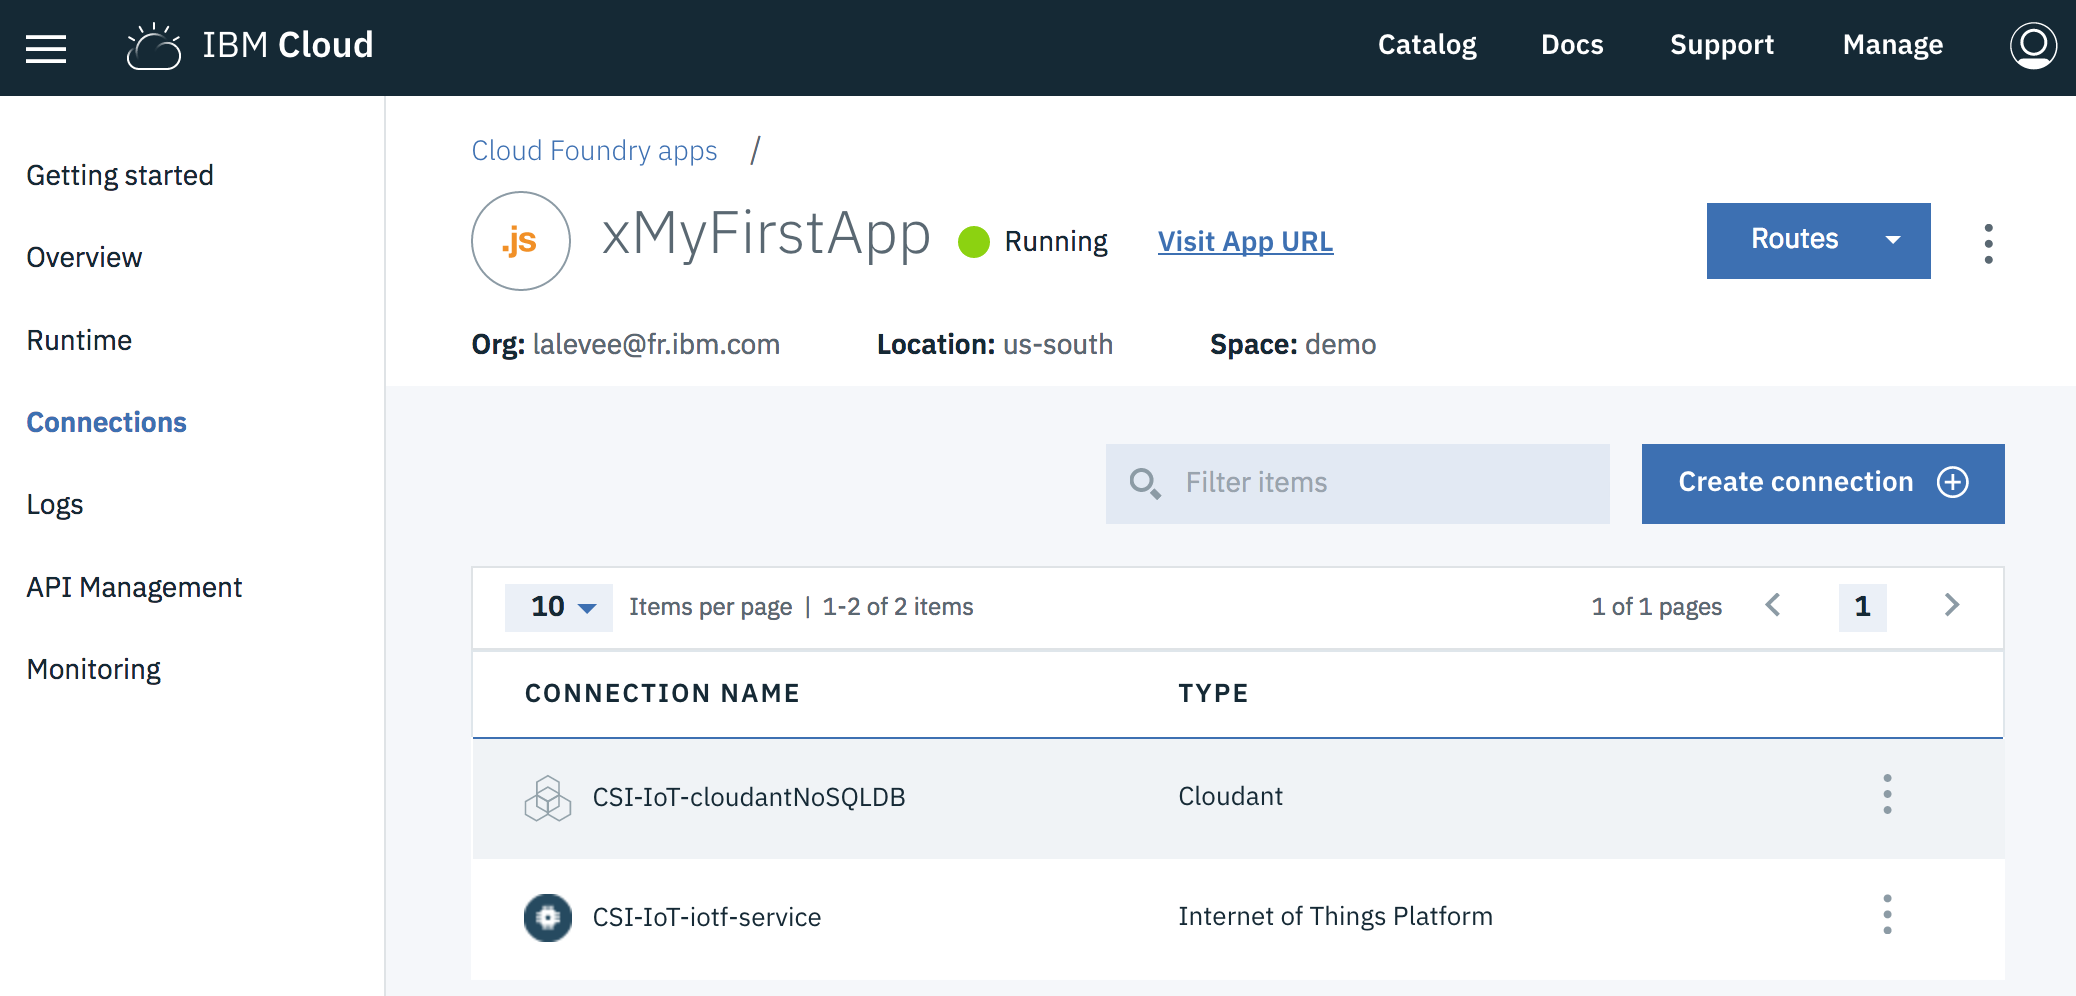 IBM Cloud
Catalog
Docs
Support
Manage
Getting started
Overview
Runtime
Connections
Logs
API Management
Monitoring
Cloud Foundry apps /
.js
xMyFirstApp
Running
Visit App URL
Routes
Org: lalevee@fr.ibm.com
Location: us-south
Space: demo
Filter items
Create connection
10
Items per page | 1-2 of 2 items
1 of 1 pages
1
CONNECTION NAME
TYPE
CSI-IoT-cloudantNoSQLDB
Cloudant
CSI-IoT-iotf-service
Internet of Things Platform